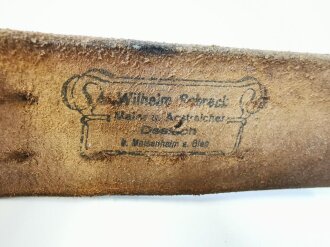 Wilhelm Schreck
Maler u. Anstreicher
Desloch
b. Meisenheim a. Glan